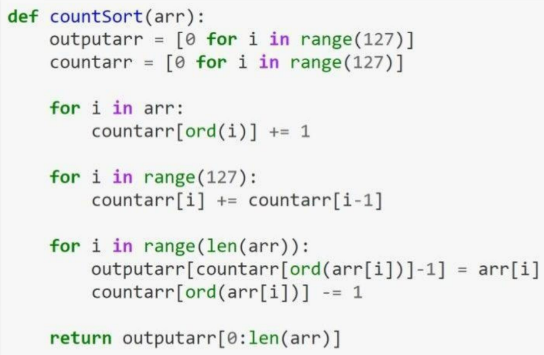 def countSort(arr):
    outputarr = [0 for i in range(127)]
    countarr = [0 for i in range(127)]

    for i in arr:
        countarr[ord(i)] += 1

    for i in range(127):
        countarr[i] += countarr[i-1]

    for i in range(len(arr)):
        outputarr[countarr[ord(arr[i])]-1] = arr[i]
        countarr[ord(arr[i])] -= 1

    return outputarr[0:len(arr)]